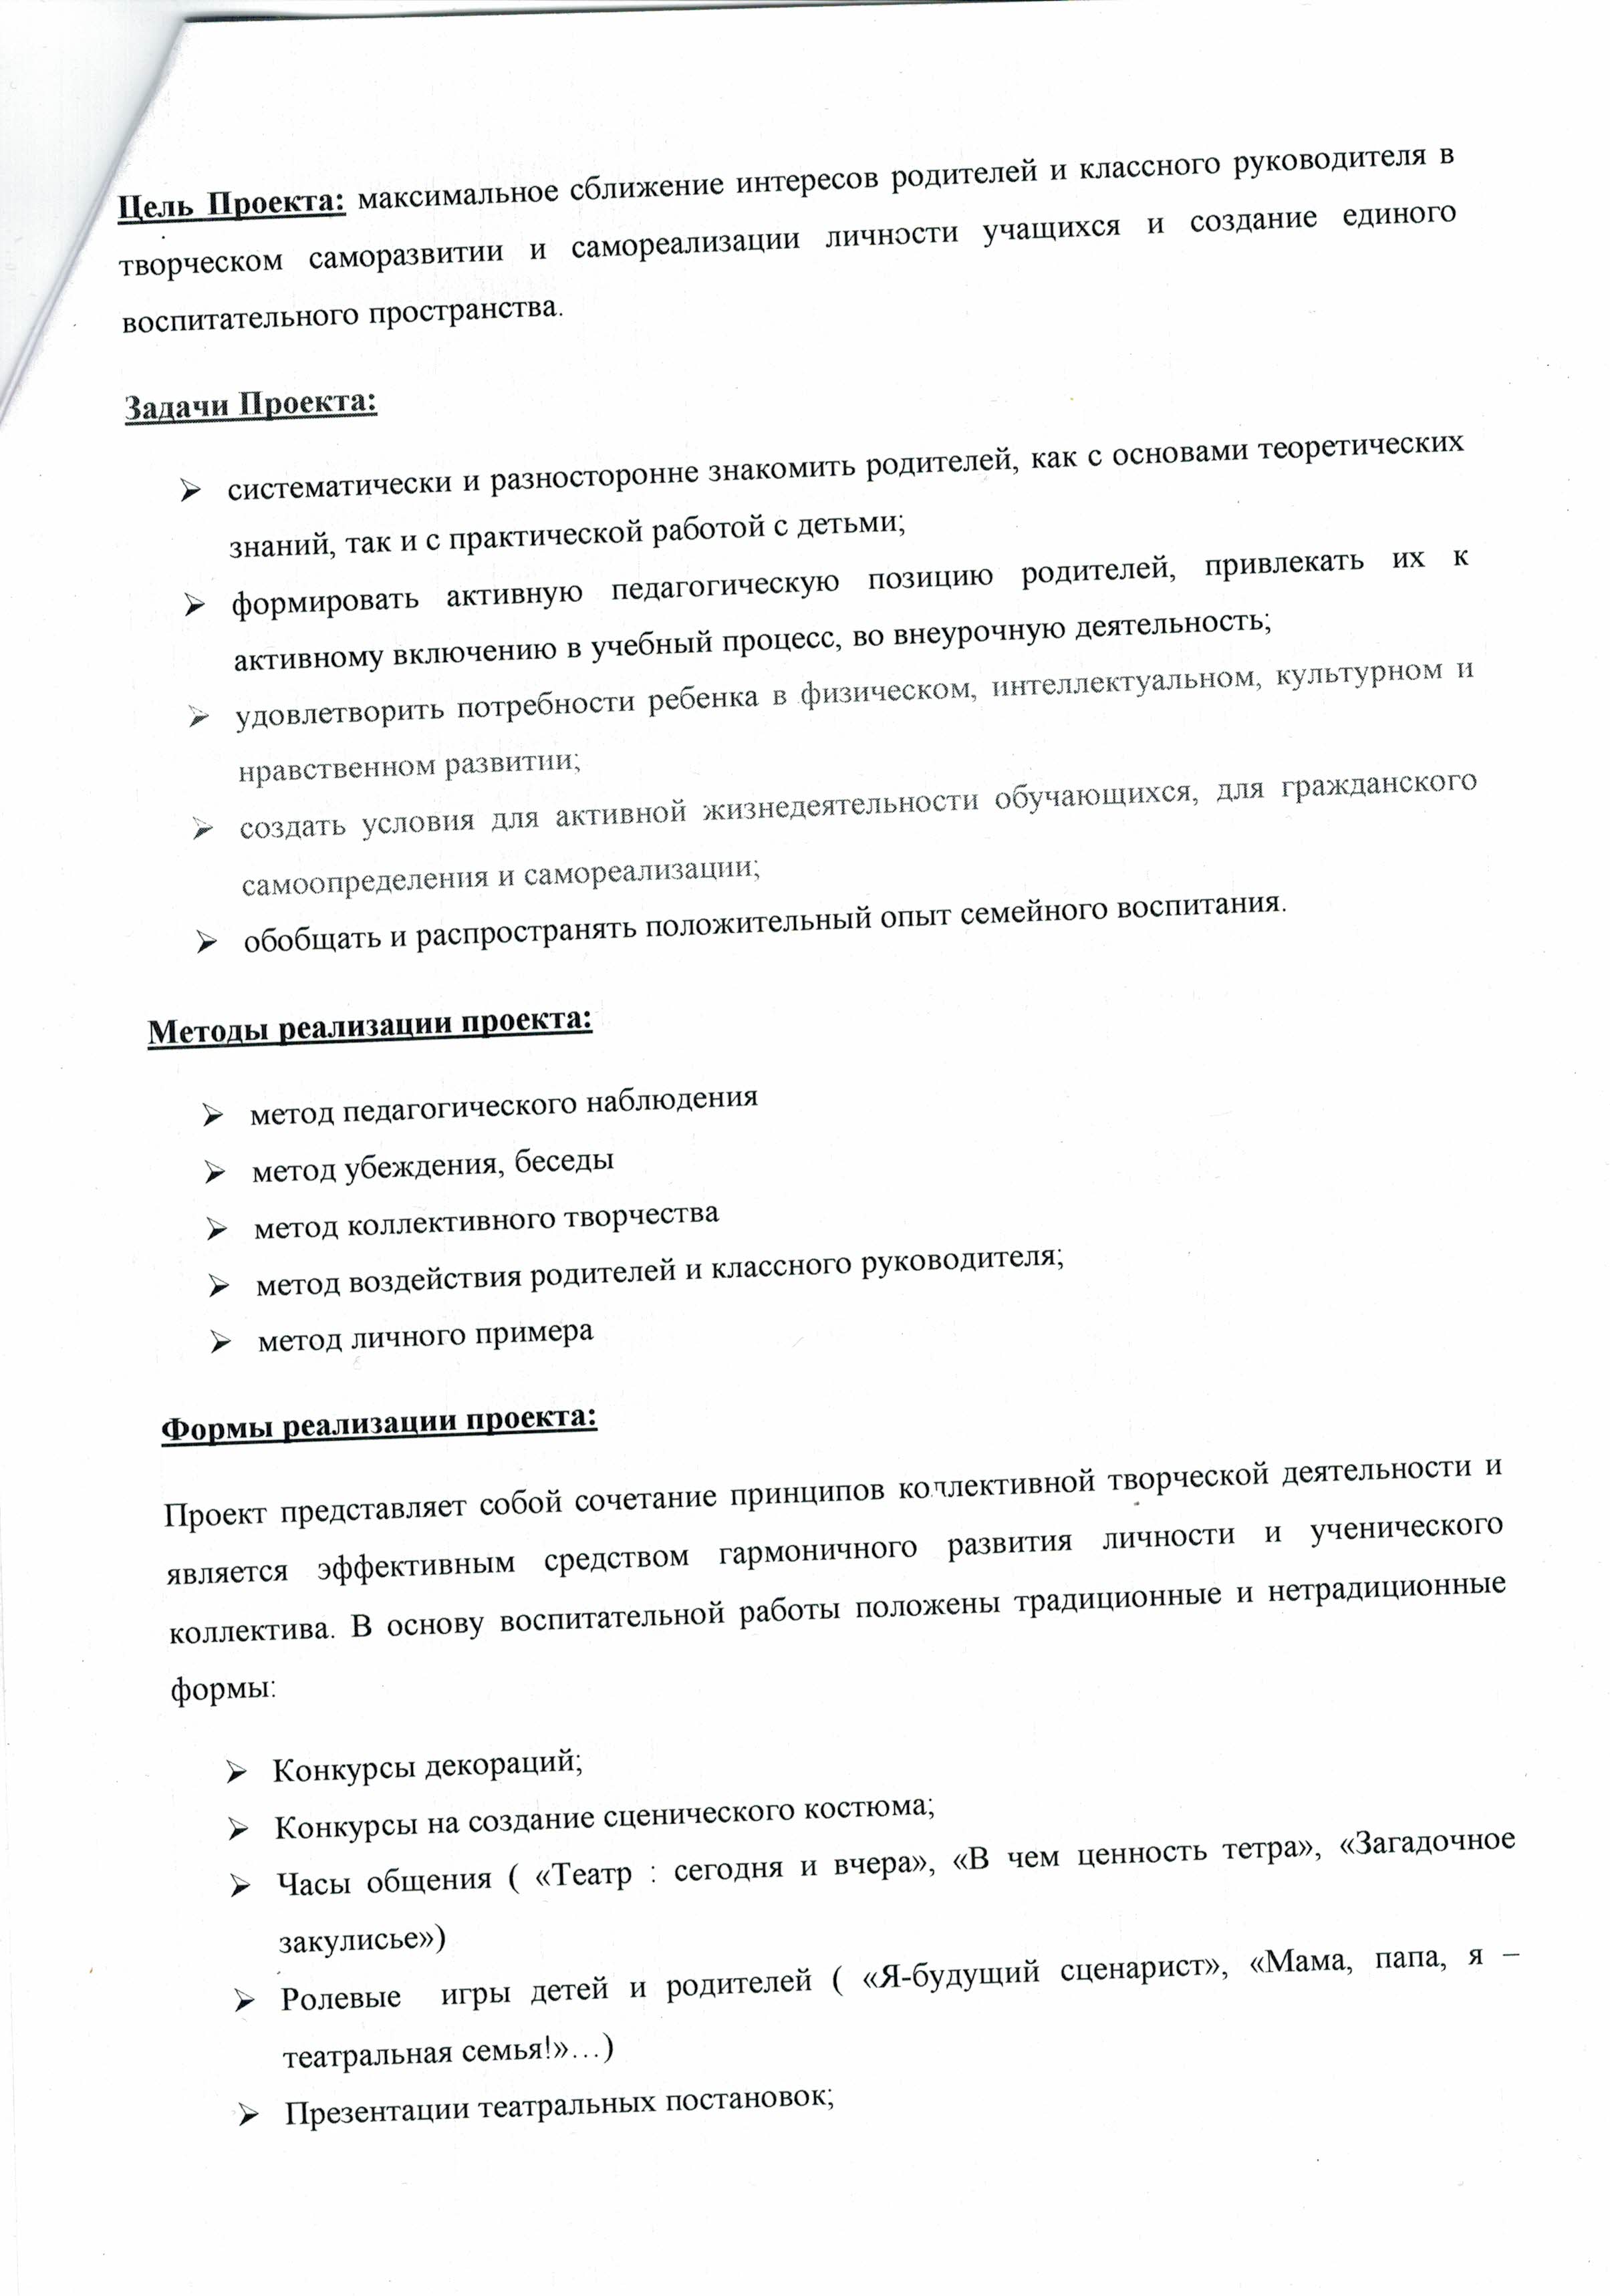 Цель Проекта: максимальное сближение интересов родителей и классного руководителя в
творческом саморазвитии и самореализации личности учащихся и создание единого
воспитательного пространства.
Задачи Проекта:
➢ систематически и разносторонне знакомить родителей, как с основами теоретических
знаний, так и с практической работой с детьми;
➢ формировать активную педагогическую позицию родителей, привлекать их к
активному включению в учебный процесс, во внеурочную деятельность;
➢ удовлетворить потребности ребенка в физическом, интеллектуальном, культурном и
нравственном развитии;
➢ создать условия для активной жизнедеятельности обучающихся, для гражданского
самоопределения и самореализации;
➢ обобщать и распространять положительный опыт семейного воспитания.
Методы реализации проекта:
➢ метод педагогического наблюдения
➢ метод убеждения, беседы
➢ метод коллективного творчества
➢ метод воздействия родителей и классного руководителя;
➢ метод личного примера
Формы реализации проекта:
Проект представляет собой сочетание принципов коллективной творческой деятельности и
является эффективным средством гармоничного развития личности и ученического
коллектива. В основу воспитательной работы положены традиционные и нетрадиционные
формы:
➢ Конкурсы декораций;
➢ Конкурсы на создание сценического костюма;
➢ Часы общения ( «Театр : сегодня и вчера», «В чем ценность тетра», «Загадочное
закулисье»)
➢ Ролевые игры детей и родителей ( «Я-будущий сценарист», «Мама, папа, я –
театральная семья!»…)
➢ Презентации театральных постановок;